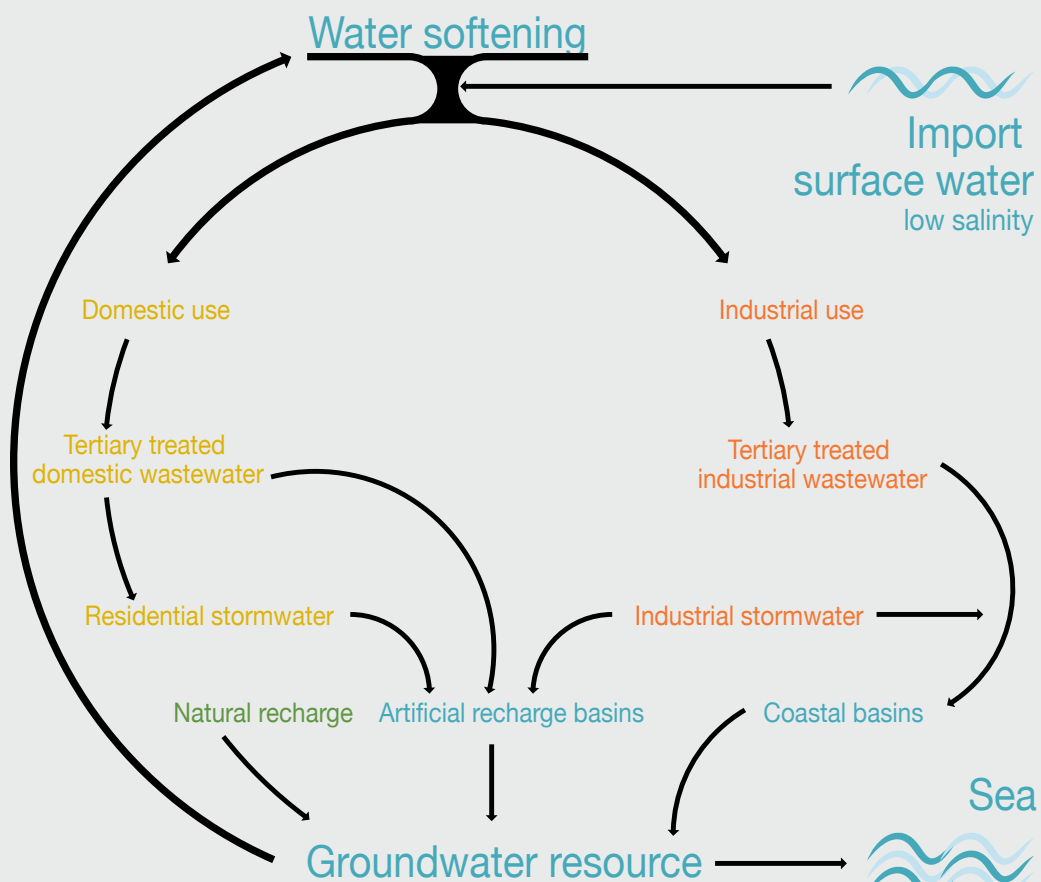 Water softening
Import
surface water
low salinity
Domestic use
Industrial use
Tertiary treated
domestic wastewater
Tertiary treated
industrial wastewater
Residential stormwater
Industrial stormwater
Natural recharge
Artificial recharge basins
Coastal basins
Sea
Groundwater resource